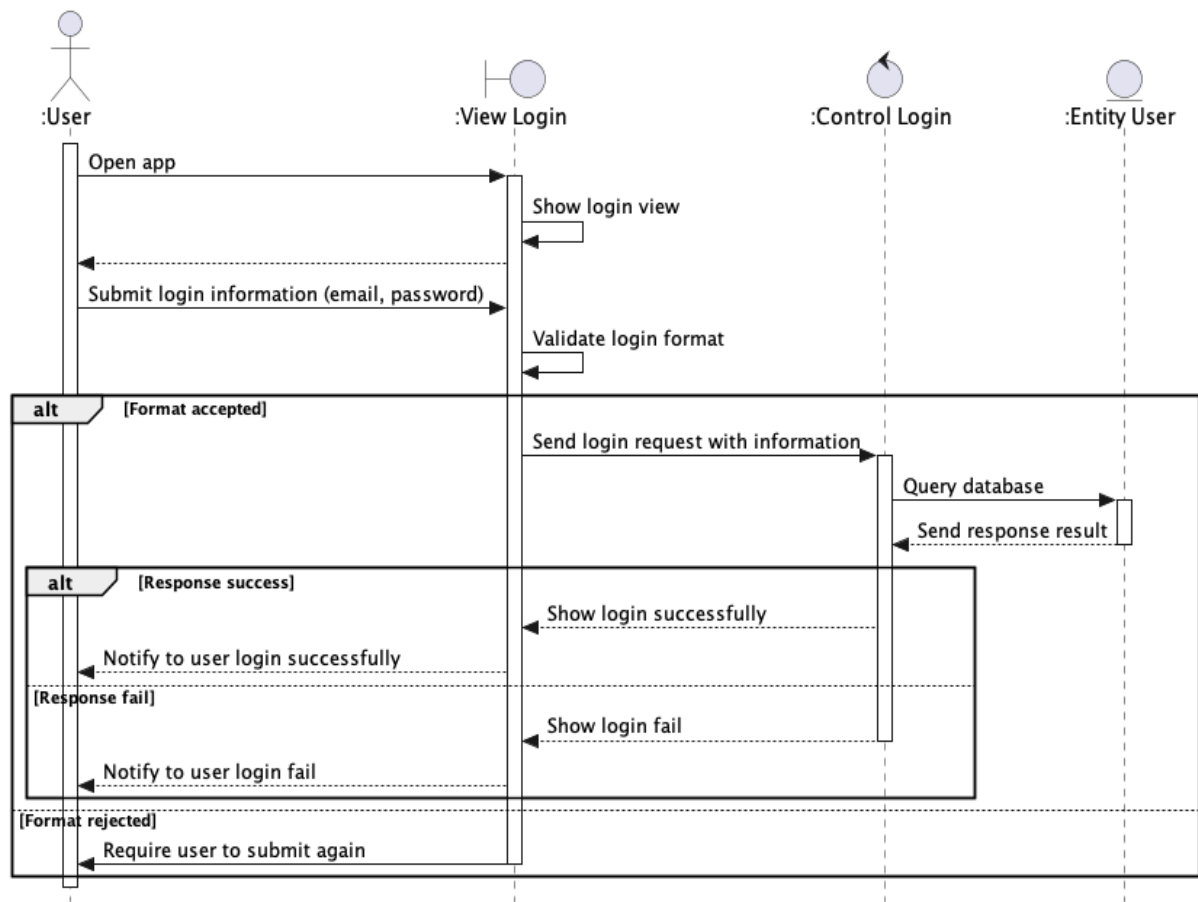 :User
:View Login
:Control Login
:Entity User
Open app
Show login view
Submit login information (email, password)
Validate login format
alt [Format accepted]
Send login request with information
Query database
Send response result
alt [Response success]
Show login successfully
Notify to user login successfully
[Response fail]
Show login fail
Notify to user login fail
[Format rejected]
Require user to submit again